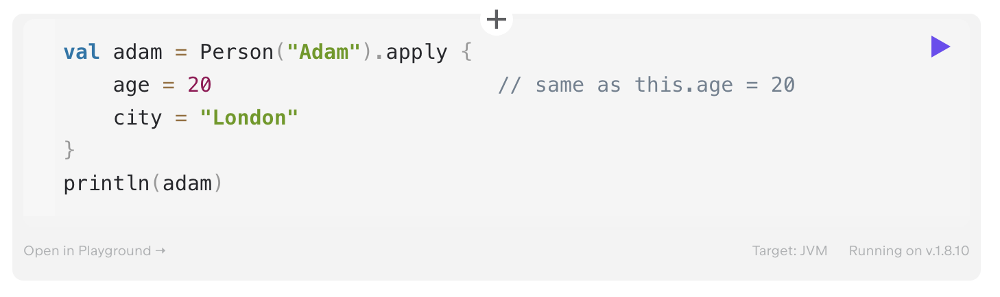 val adam = Person("Adam").apply {
    age = 20                       // same as this.age = 20
    city = "London"
}
println(adam)
Open in Playground →
Target: JVM    Running on v.1.8.10